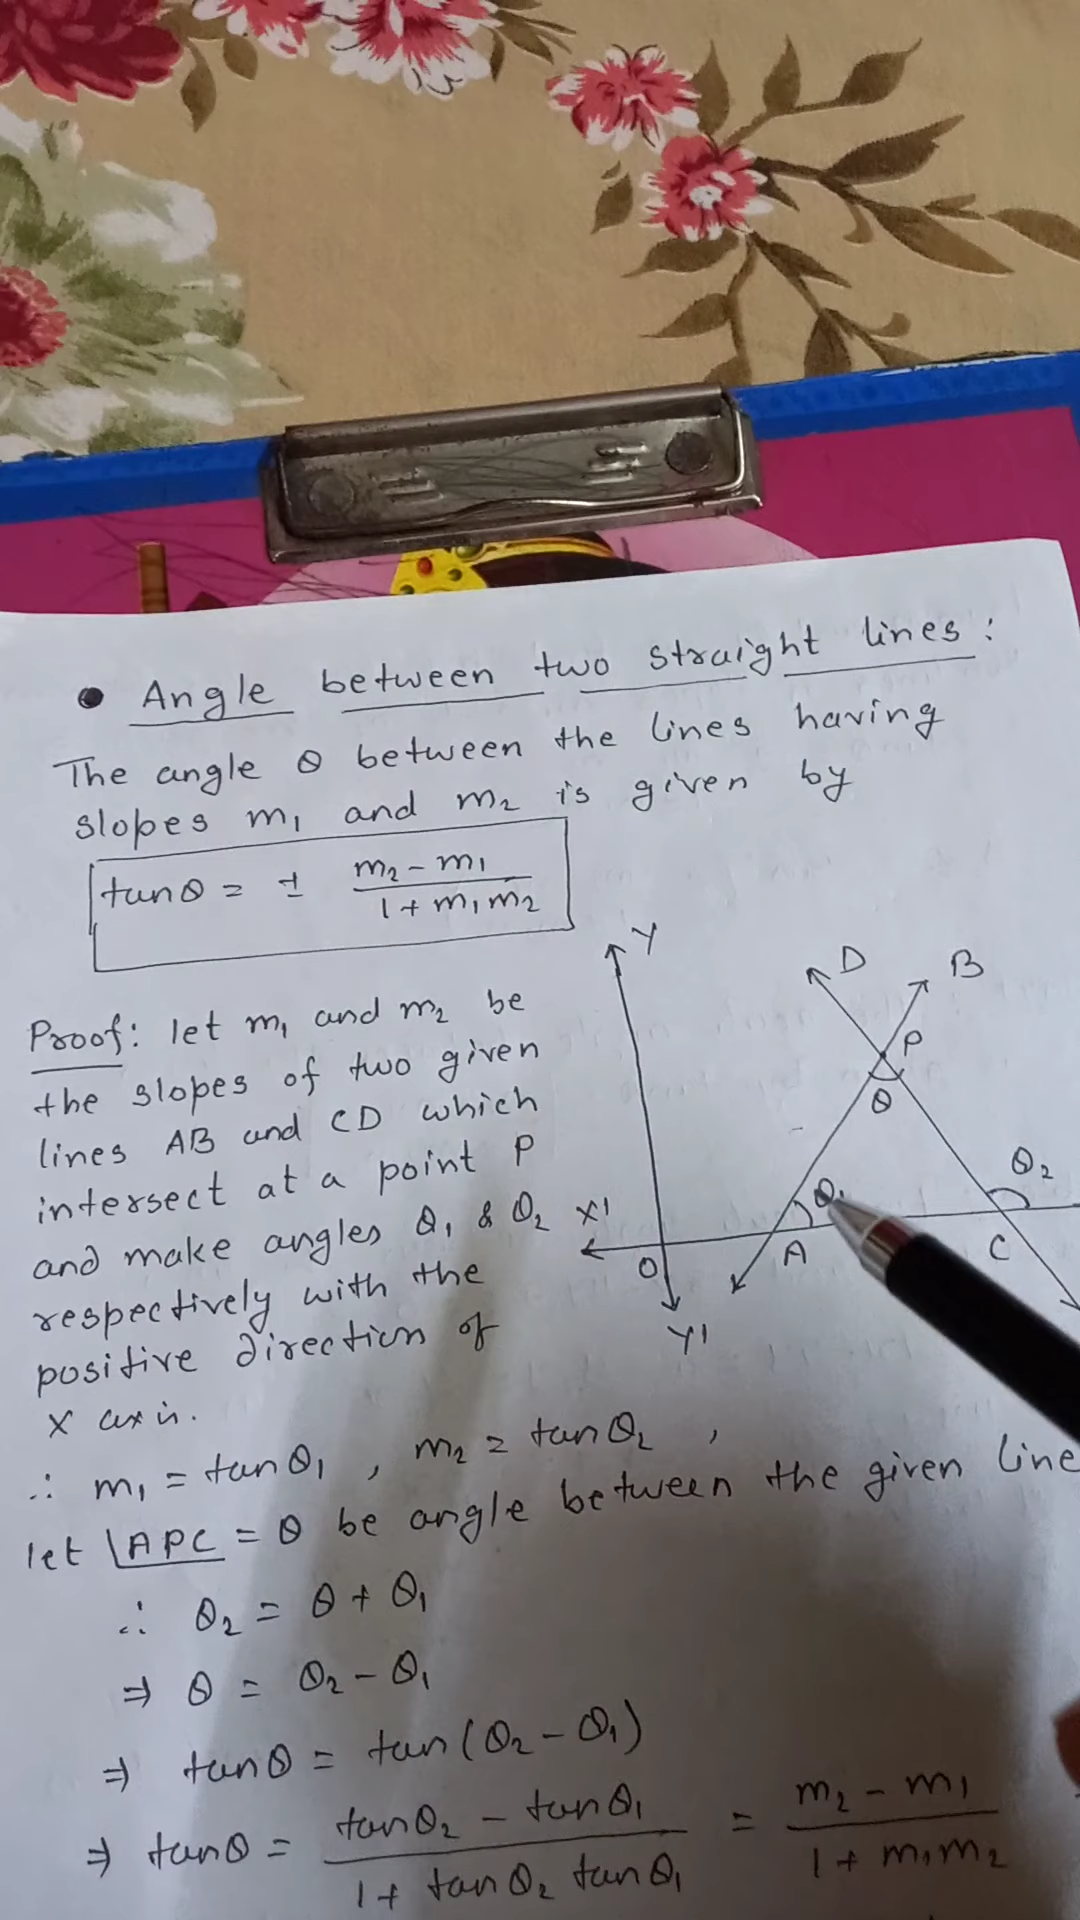 • Angle between two straight lines:
The angle θ between the lines having
slopes m₁ and m₂ is given by
tanθ = ± (m₂ - m₁)/(1 + m₁m₂)
Proof: let m₁ and m₂ be
the slopes of two given
lines AB and CD which
intersect at a point P
and make angles θ₁ & θ₂
respectively with the
positive direction of
X axis.
Y
D
B
P
θ
θ₂
θ₁
X'
O
A
C
Y'
∴ m₁ = tanθ₁ , m₂ = tanθ₂ ,
let ∠APC = θ be angle between the given line
∴ θ₂ = θ + θ₁
⇒ θ = θ₂ - θ₁
⇒ tanθ = tan(θ₂ - θ₁)
⇒ tanθ = (tanθ₂ - tanθ₁)/(1 + tanθ₂ tanθ₁) = (m₂ - m₁)/(1 + m₁m₂)